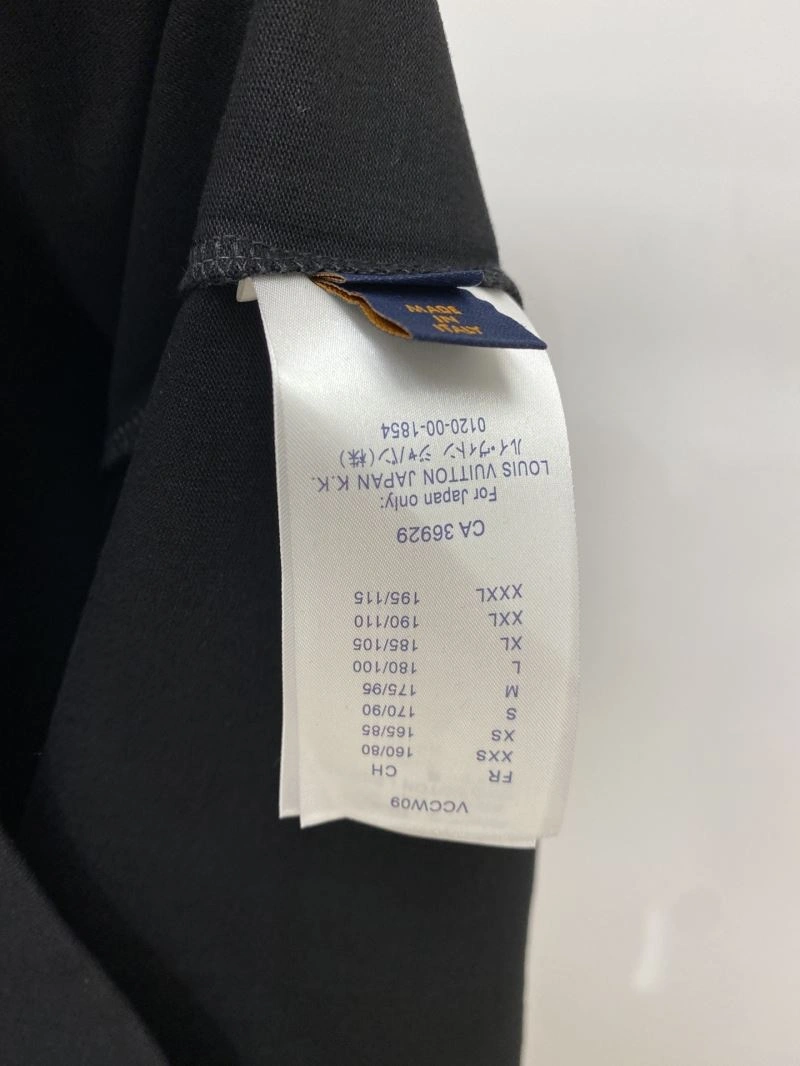 MADE
IN
ITALY
VCCW09
FR CH
XXS 160/80
XS 165/85
S 170/90
M 175/95
L 180/100
XL 185/105
XXL 190/110
XXXL 195/115
CA 36929
For Japan only:
LOUIS VUITTON JAPAN K.K.
ルイ・ヴィトン ジャパン(株)
0120-00-1854